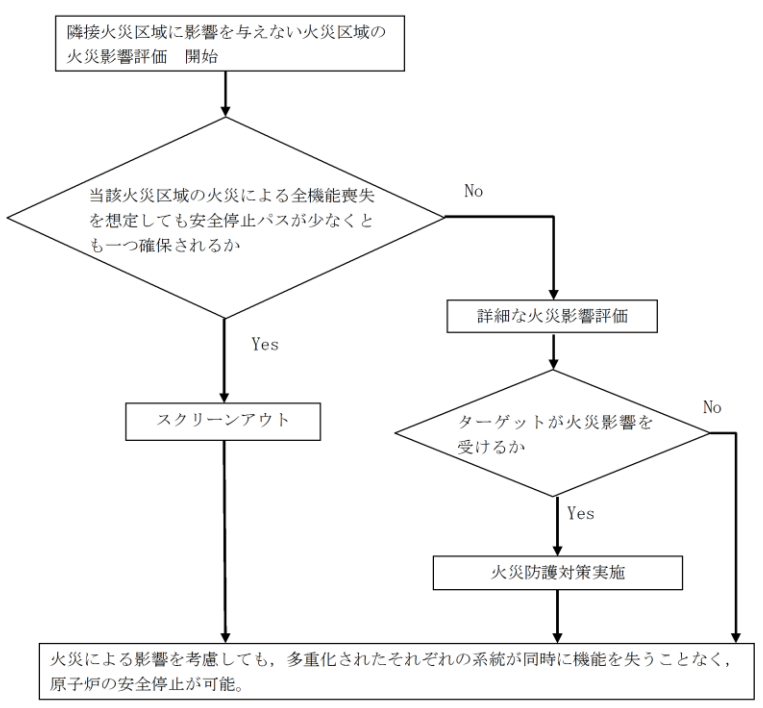 隣接火災区域に影響を与えない火災区域の
火災影響評価　開始
当該火災区域の火災による全機能喪失
を想定しても安全停止パスが少なくと
も一つ確保されるか
No
詳細な火災影響評価
Yes
スクリーンアウト
ターゲットが火災影響を
受けるか
No
Yes
火災防護対策実施
火災による影響を考慮しても，多重化されたそれぞれの系統が同時に機能を失うことなく，
原子炉の安全停止が可能。